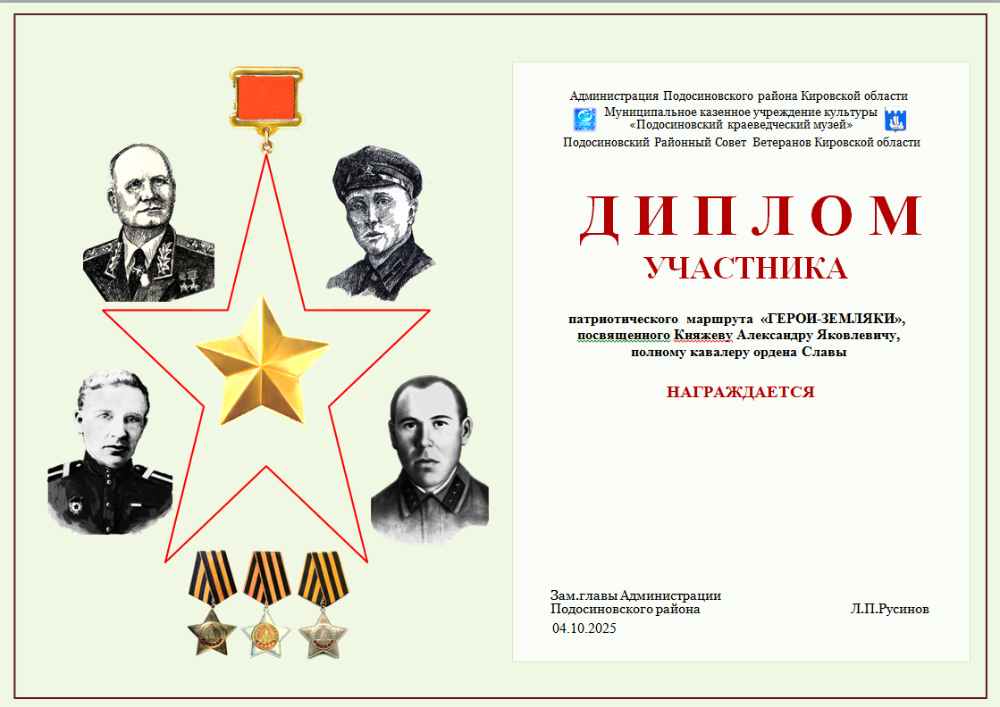 Администрация Подосиновского района Кировской области
Муниципальное казенное учреждение культуры
«Подосиновский краеведческий музей»
Подосиновский Районный Совет Ветеранов Кировской области
ДИПЛОМ
УЧАСТНИКА
патриотического маршрута «ГЕРОИ-ЗЕМЛЯКИ»,
посвященного Княжеву Александру Яковлевичу,
полному кавалеру ордена Славы
НАГРАЖДАЕТСЯ
Зам.главы Администрации
Подосиновского района Л.П.Русинов
04.10.2025